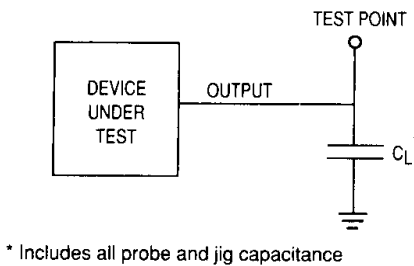 TEST POINT
DEVICE
UNDER
TEST
OUTPUT
CL
* Includes all probe and jig capacitance